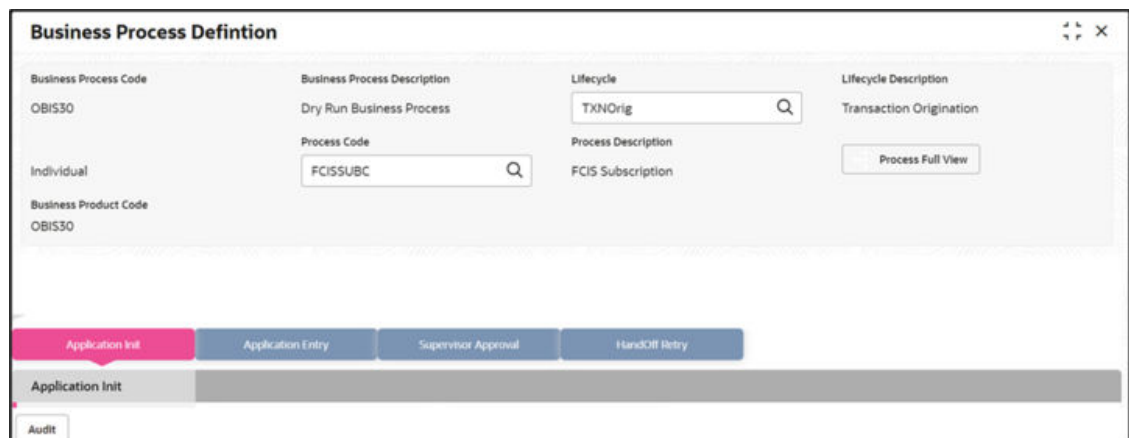 Business Process Defintion
Business Process Code Business Process Description Lifecycle Lifecycle Description
OBIS30 Dry Run Business Process TXNOrig Transaction Origination
Process Code Process Description
Individual FCISSUBC FCIS Subscription Process Full View
Business Product Code
OBIS30
Application Init Application Entry Supervisor Approval HandOff Retry
Application Init
Audit